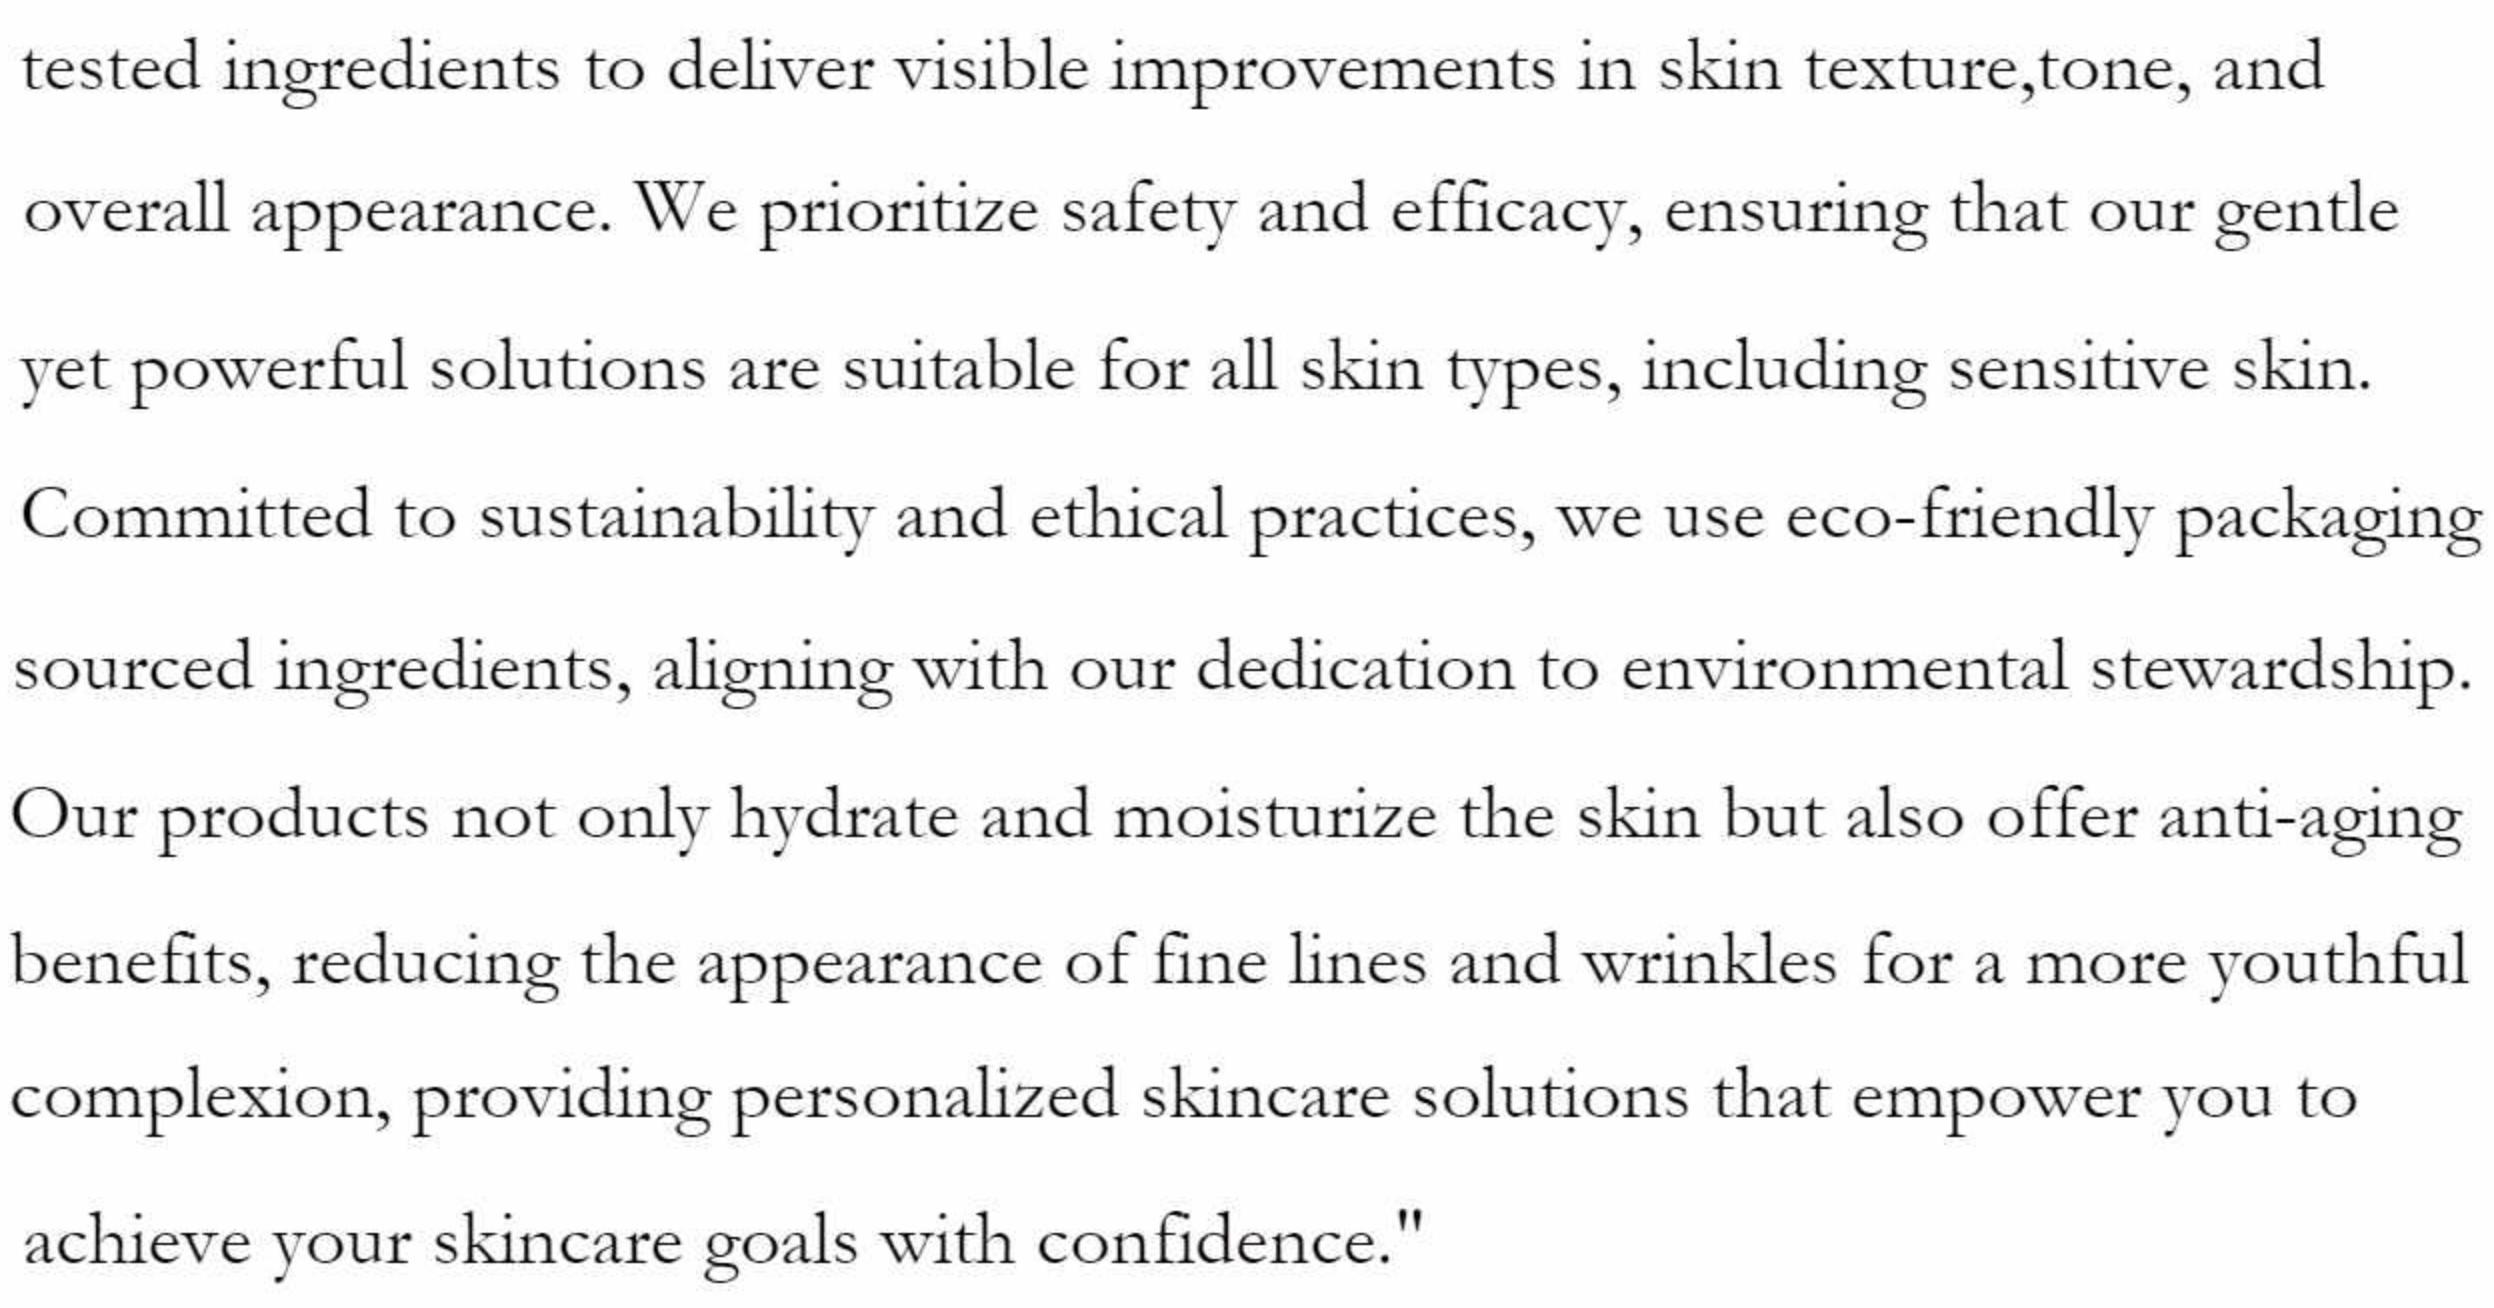 tested ingredients to deliver visible improvements in skin texture,tone, and
overall appearance. We prioritize safety and efficacy, ensuring that our gentle
yet powerful solutions are suitable for all skin types, including sensitive skin.
Committed to sustainability and ethical practices, we use eco-friendly packaging
sourced ingredients, aligning with our dedication to environmental stewardship.
Our products not only hydrate and moisturize the skin but also offer anti-aging
benefits, reducing the appearance of fine lines and wrinkles for a more youthful
complexion, providing personalized skincare solutions that empower you to
achieve your skincare goals with confidence."